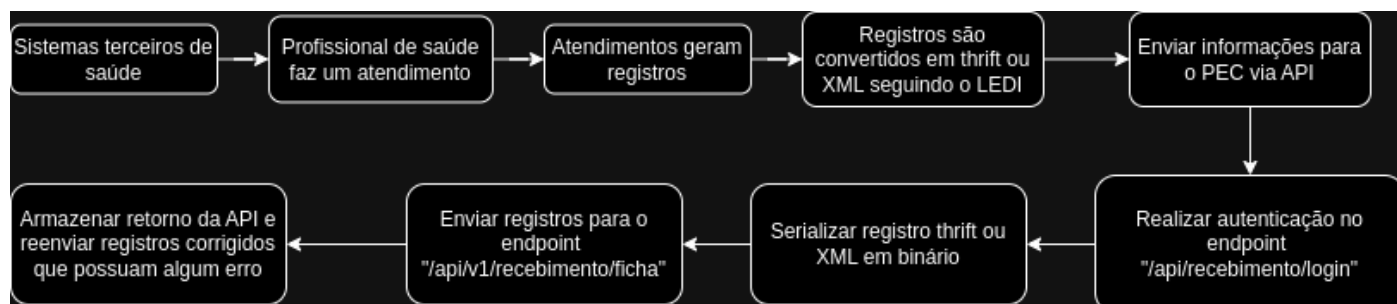 Sistemas terceiros de
saúde
Profissional de saúde
faz um atendimento
Atendimentos geram
registros
Registros são
convertidos em thrift ou
XML seguindo o LEDI
Enviar informações para
o PEC via API
Realizar autenticação no
endpoint
"/api/recebimento/login"
Serializar registro thrift ou
XML em binário
Enviar registros para o
endpoint
"/api/v1/recebimento/ficha"
Armazenar retorno da API e
reenviar registros corrigidos
que possuam algum erro